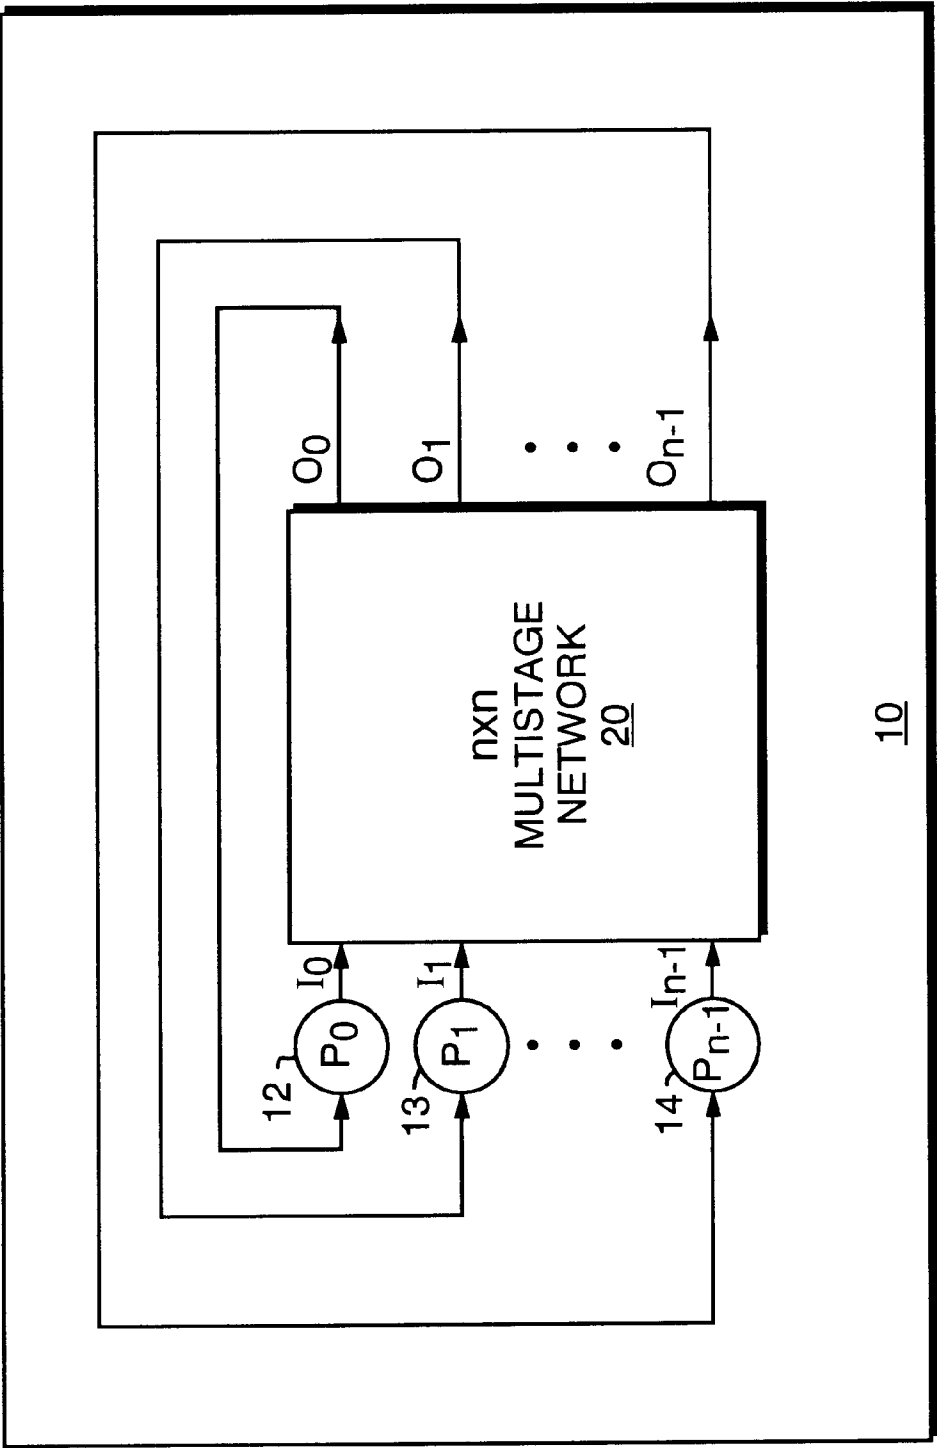 O0
O1
On-1
nxn
MULTISTAGE
NETWORK
20
I0
I1
In-1
12
P0
13
P1
14
Pn-1
10